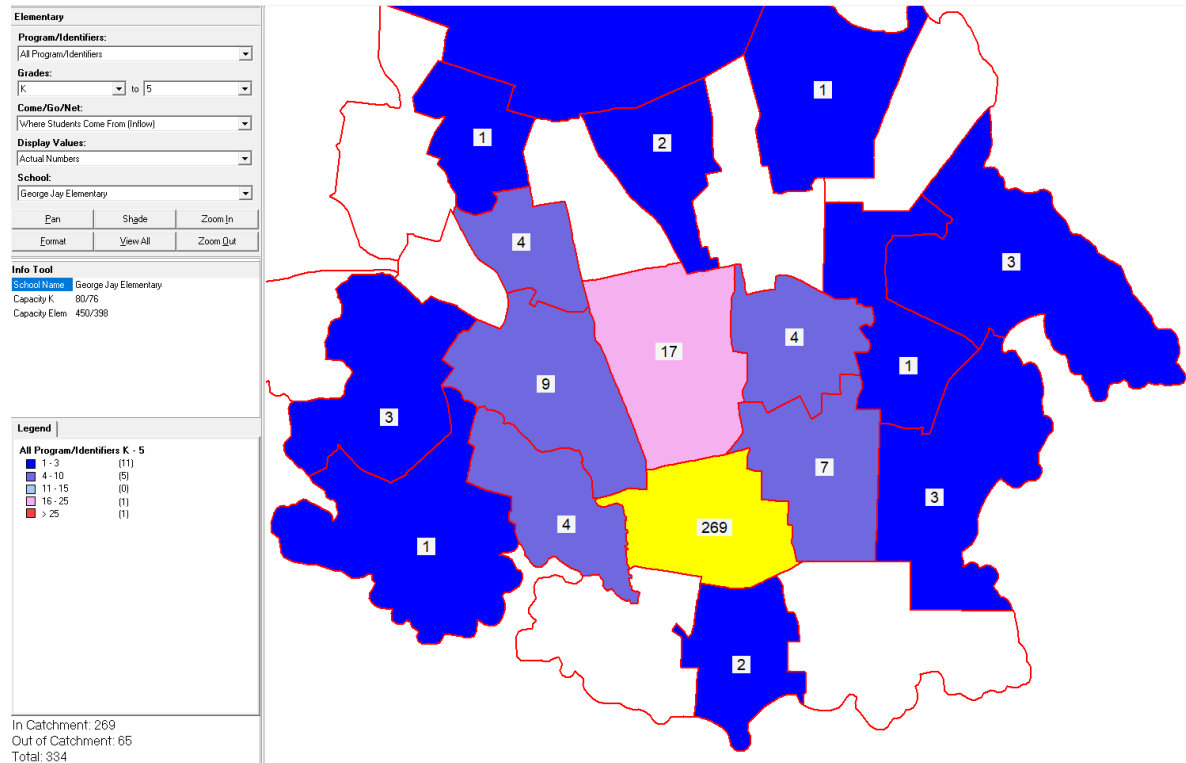 Elementary
Program/Identifiers:
All Program/Identifiers
Grades:
K to 5
Come/Go/Net:
Where Students Come From (Inflow)
Display Values:
Actual Numbers
School:
George Jay Elementary
Pan Shade Zoom In
Format View All Zoom Out
Info Tool
School Name George Jay Elementary
Capacity K 80/76
Capacity Elem 450/398
Legend
All Program/Identifiers K - 5
1 - 3 (11)
4 - 10 (5)
11 - 15 (0)
16 - 25 (1)
> 25 (1)
In Catchment: 269
Out of Catchment: 65
Total: 334
1
1
2
4
3
17
4
9
1
3
7
3
4
269
1
2